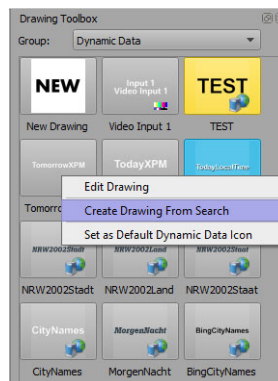 Drawing Toolbox
Group: Dynamic Data
NEW
Input 1
Video Input 1
TEST
New Drawing Video Input 1 TEST
TomorrowXPM TodayXPM TodayLocalTime
Edit Drawing
Tomorro
Create Drawing From Search
Set as Default Dynamic Data Icon
NRW2002Stadt NRW2002Land NRW2002Staat
NRW2002Stadt NRW2002Land NRW2002Staat
CityNames MorgenNacht BingCityNames
CityNames MorgenNacht BingCityNames